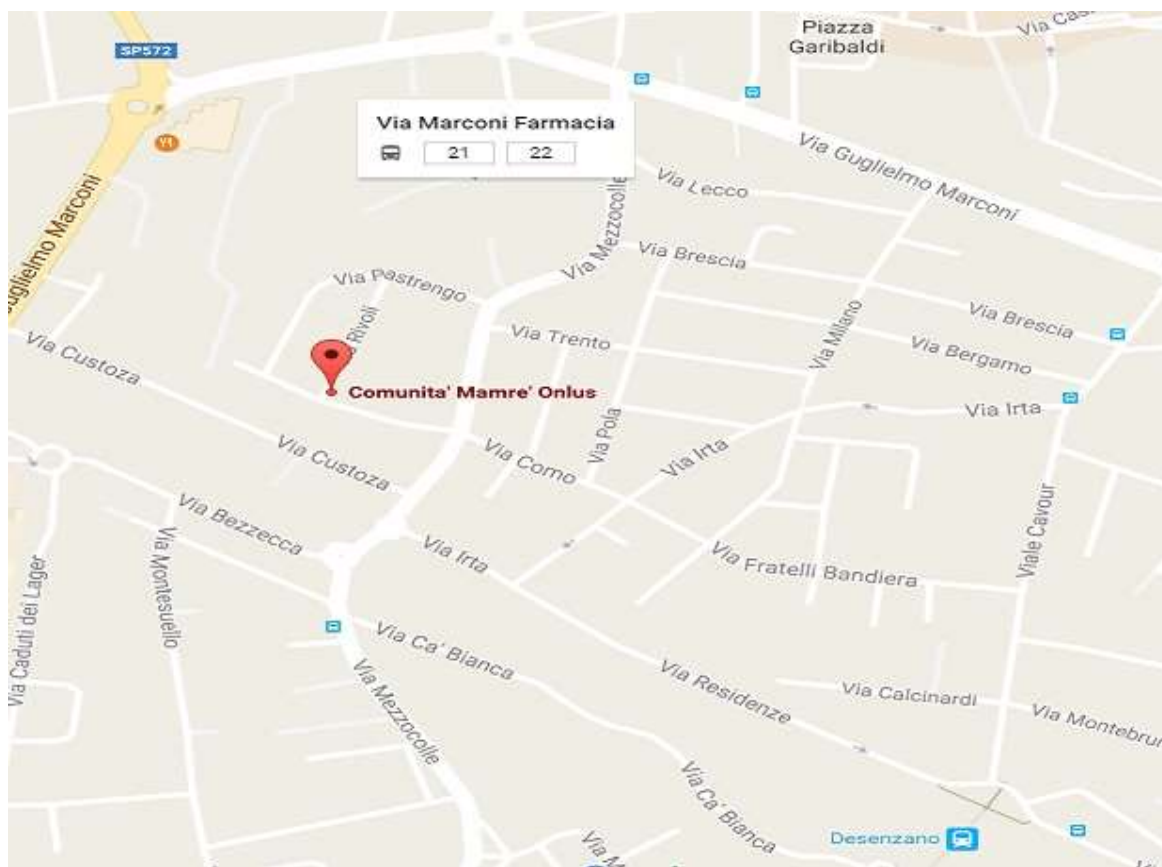 Piazza
Garibaldi
SP572
Via Marconi Farmacia
21 22
Via Guglielmo Marconi
Via Lecco
Guglielmo Marconi
Via Mezzocolle
Via Brescia
Via Pastrengo
Rivoli
Via Brescia
Via Trento
Via Milano
Via Bergamo
Via Custoza
Comunita' Mamre' Onlus
Via Irta
Via Pola
Via Irta
Via Como
Via Custoza
Via Bezzecca
Via Irta
Via Fratelli Bandiera
Viale Cavour
Via Montesuello
Via Caduti dei Lager
Via Ca' Bianca
Via Mezzocolle
Via Residenze
Via Calcinardi
Via Montebrun
Via Ca' Bianca
Desenzano
Via